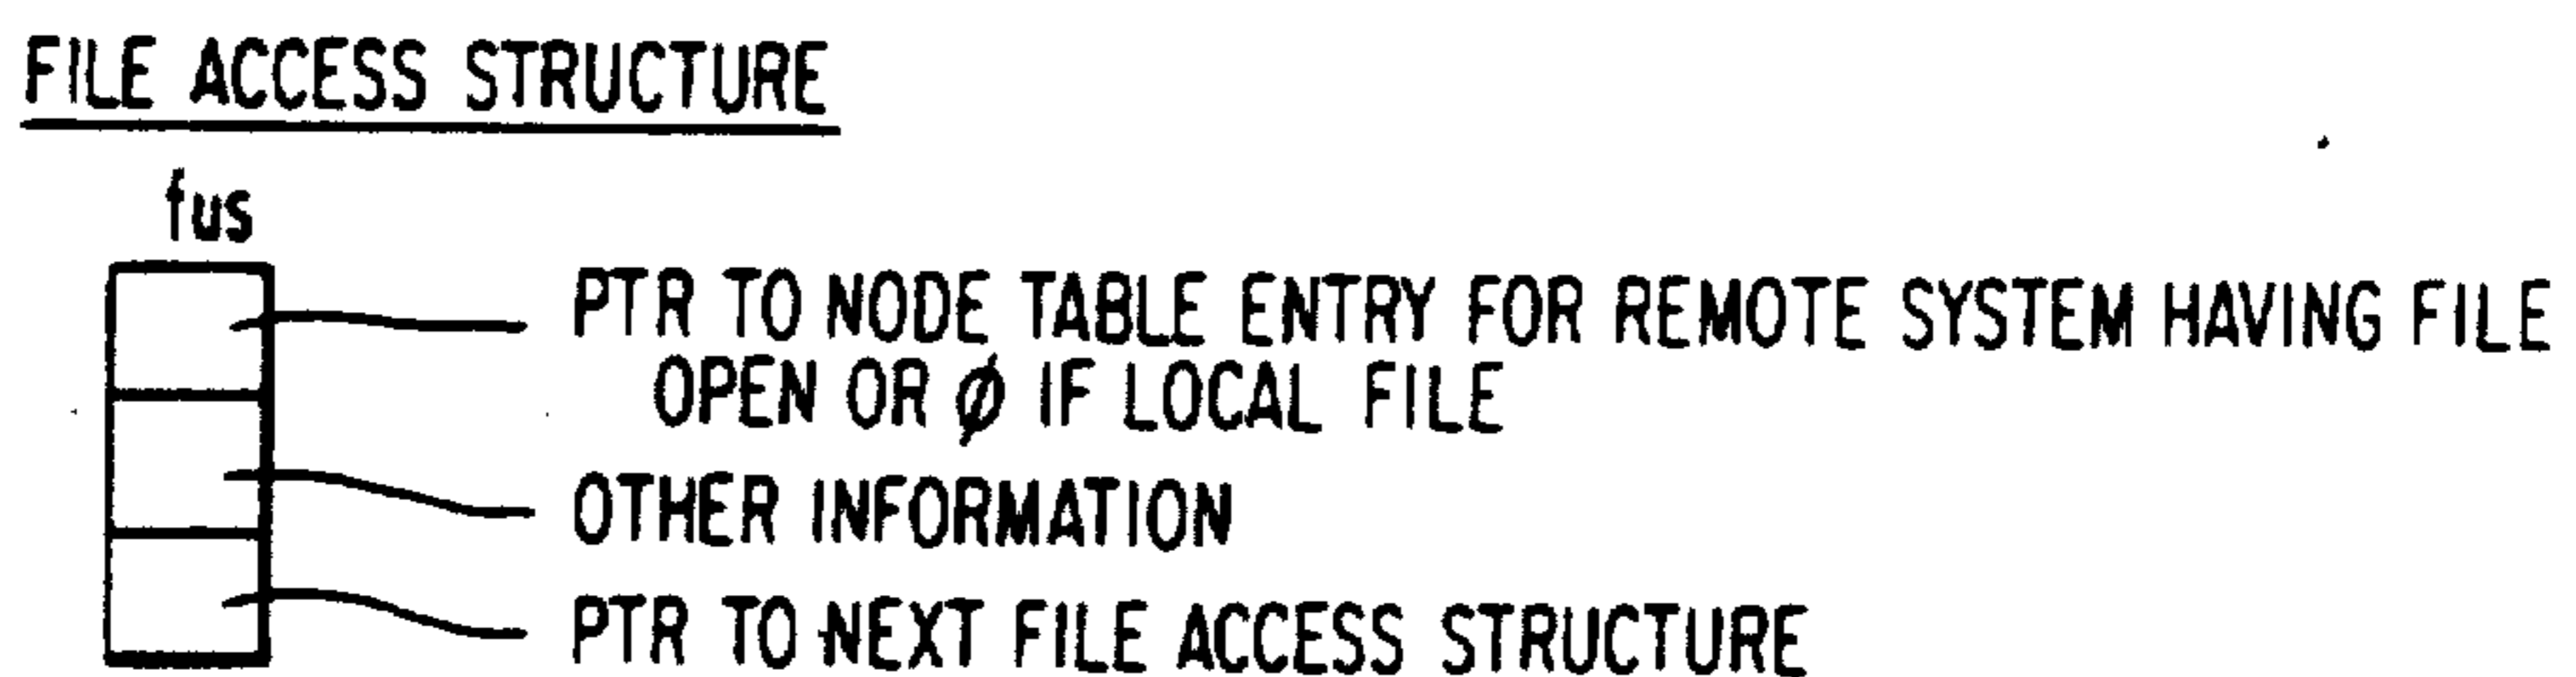 FILE ACCESS STRUCTURE
fus
PTR TO NODE TABLE ENTRY FOR REMOTE SYSTEM HAVING FILE
OPEN OR Ø IF LOCAL FILE
OTHER INFORMATION
PTR TO NEXT FILE ACCESS STRUCTURE